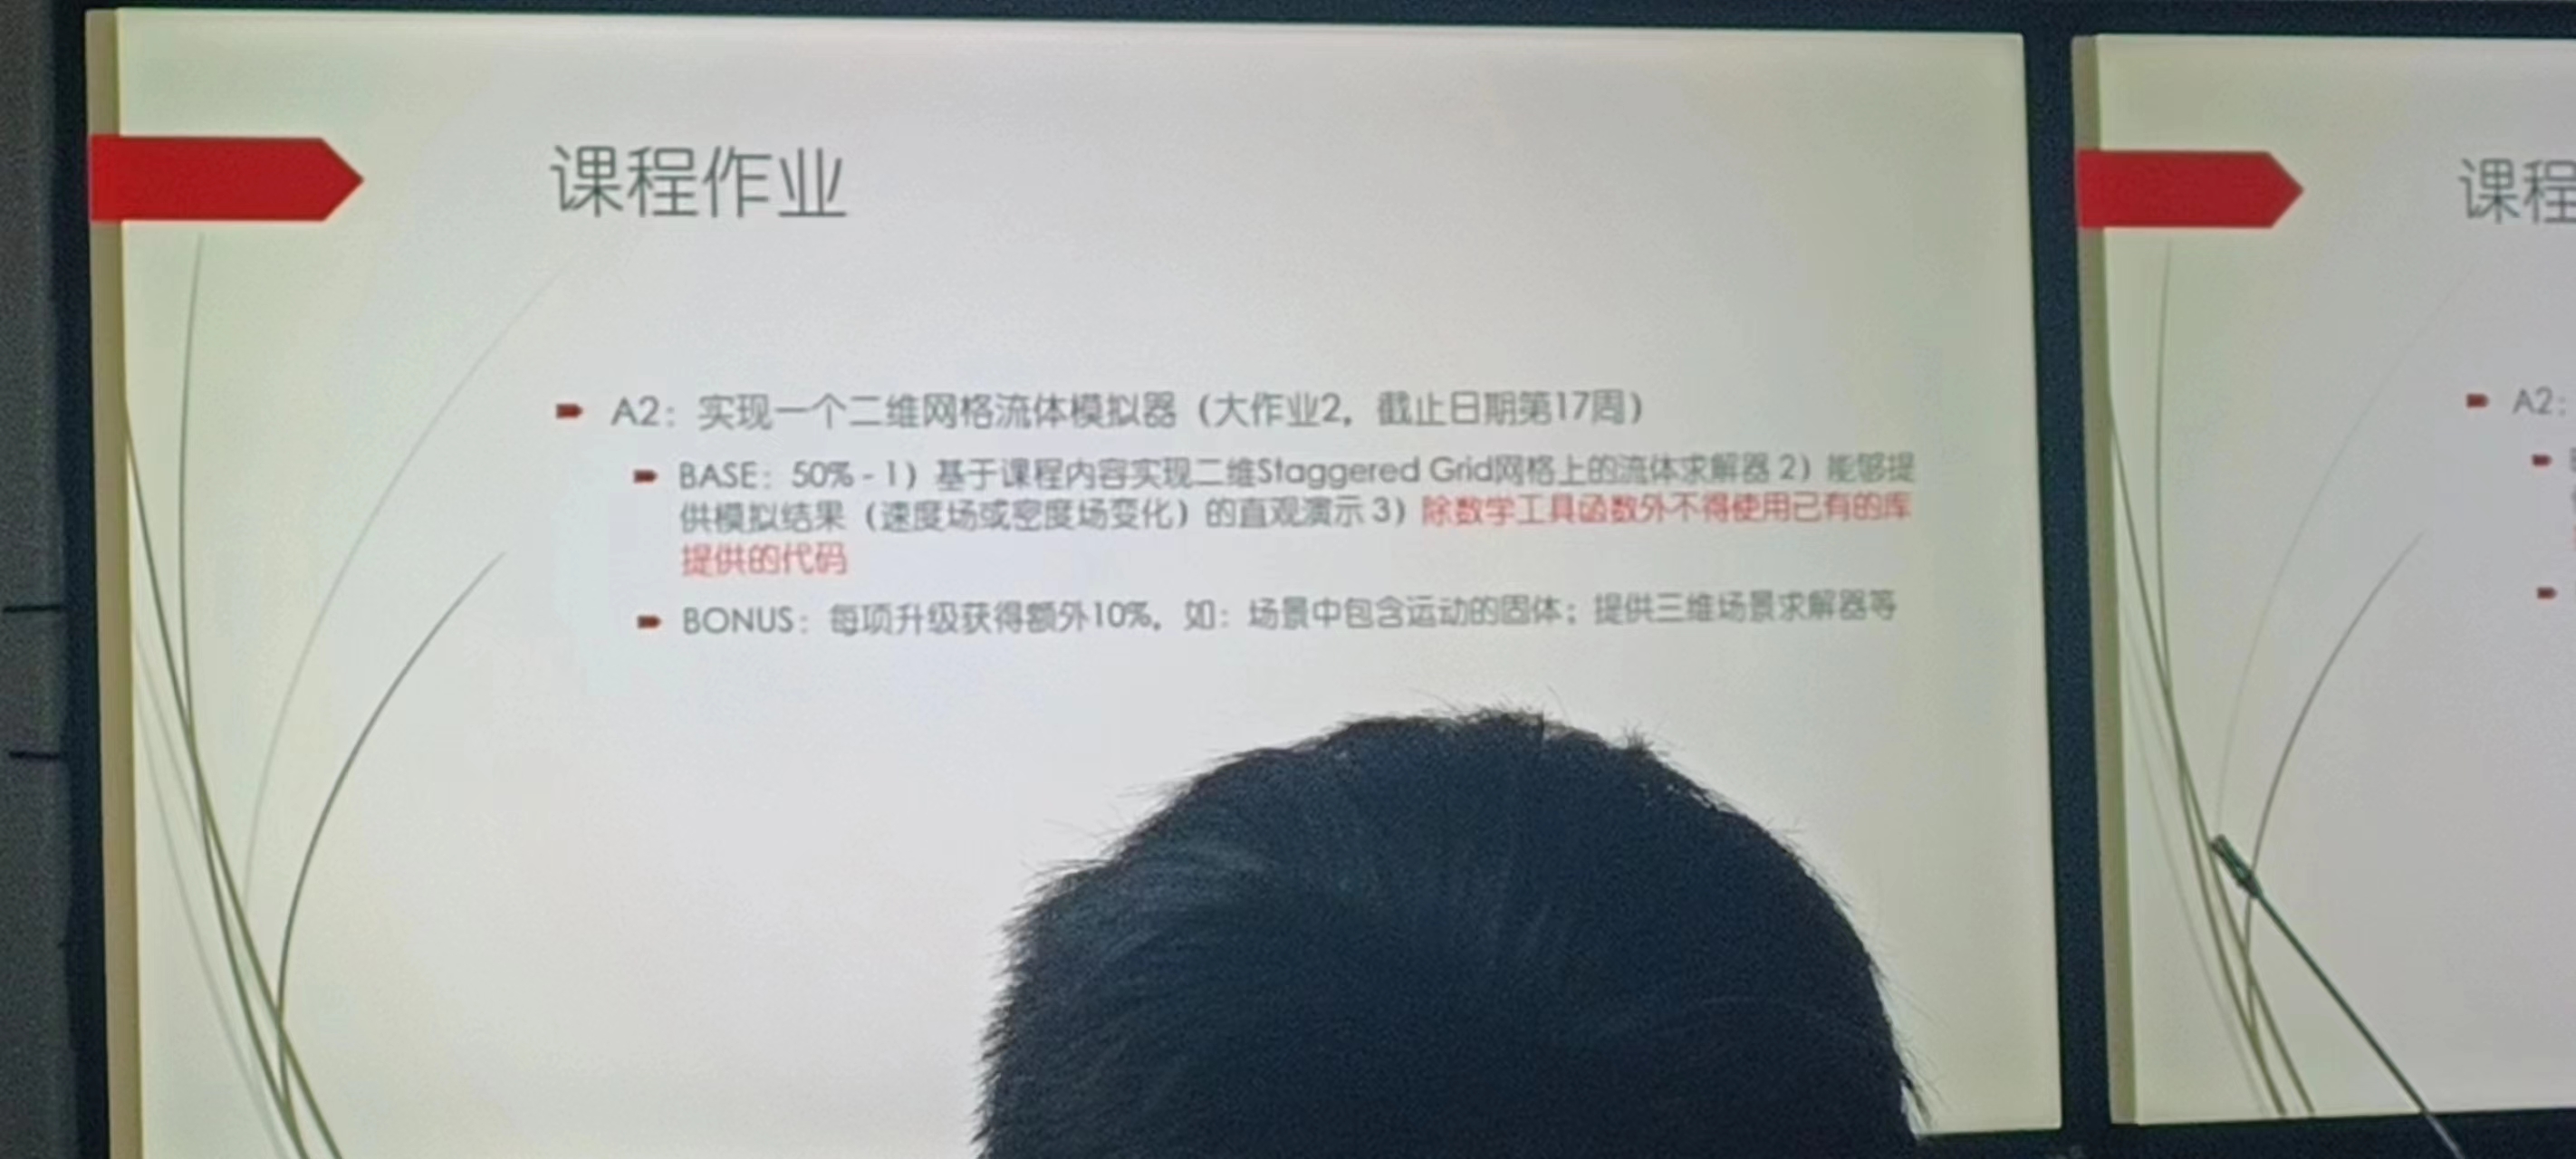 课程作业
A2：实现一个二维网格流体模拟器（大作业2，截止日期第17周）
BASE：50% - 1）基于课程内容实现二维Staggered Grid网格上的流体求解器 2）能够提
供模拟结果（速度场或密度场变化）的直观演示 3）除数学工具函数外不得使用已有的库
提供的代码
BONUS：每项升级获得额外10%，如：场景中包含运动的固体；提供三维场景求解器等
课程
A2：